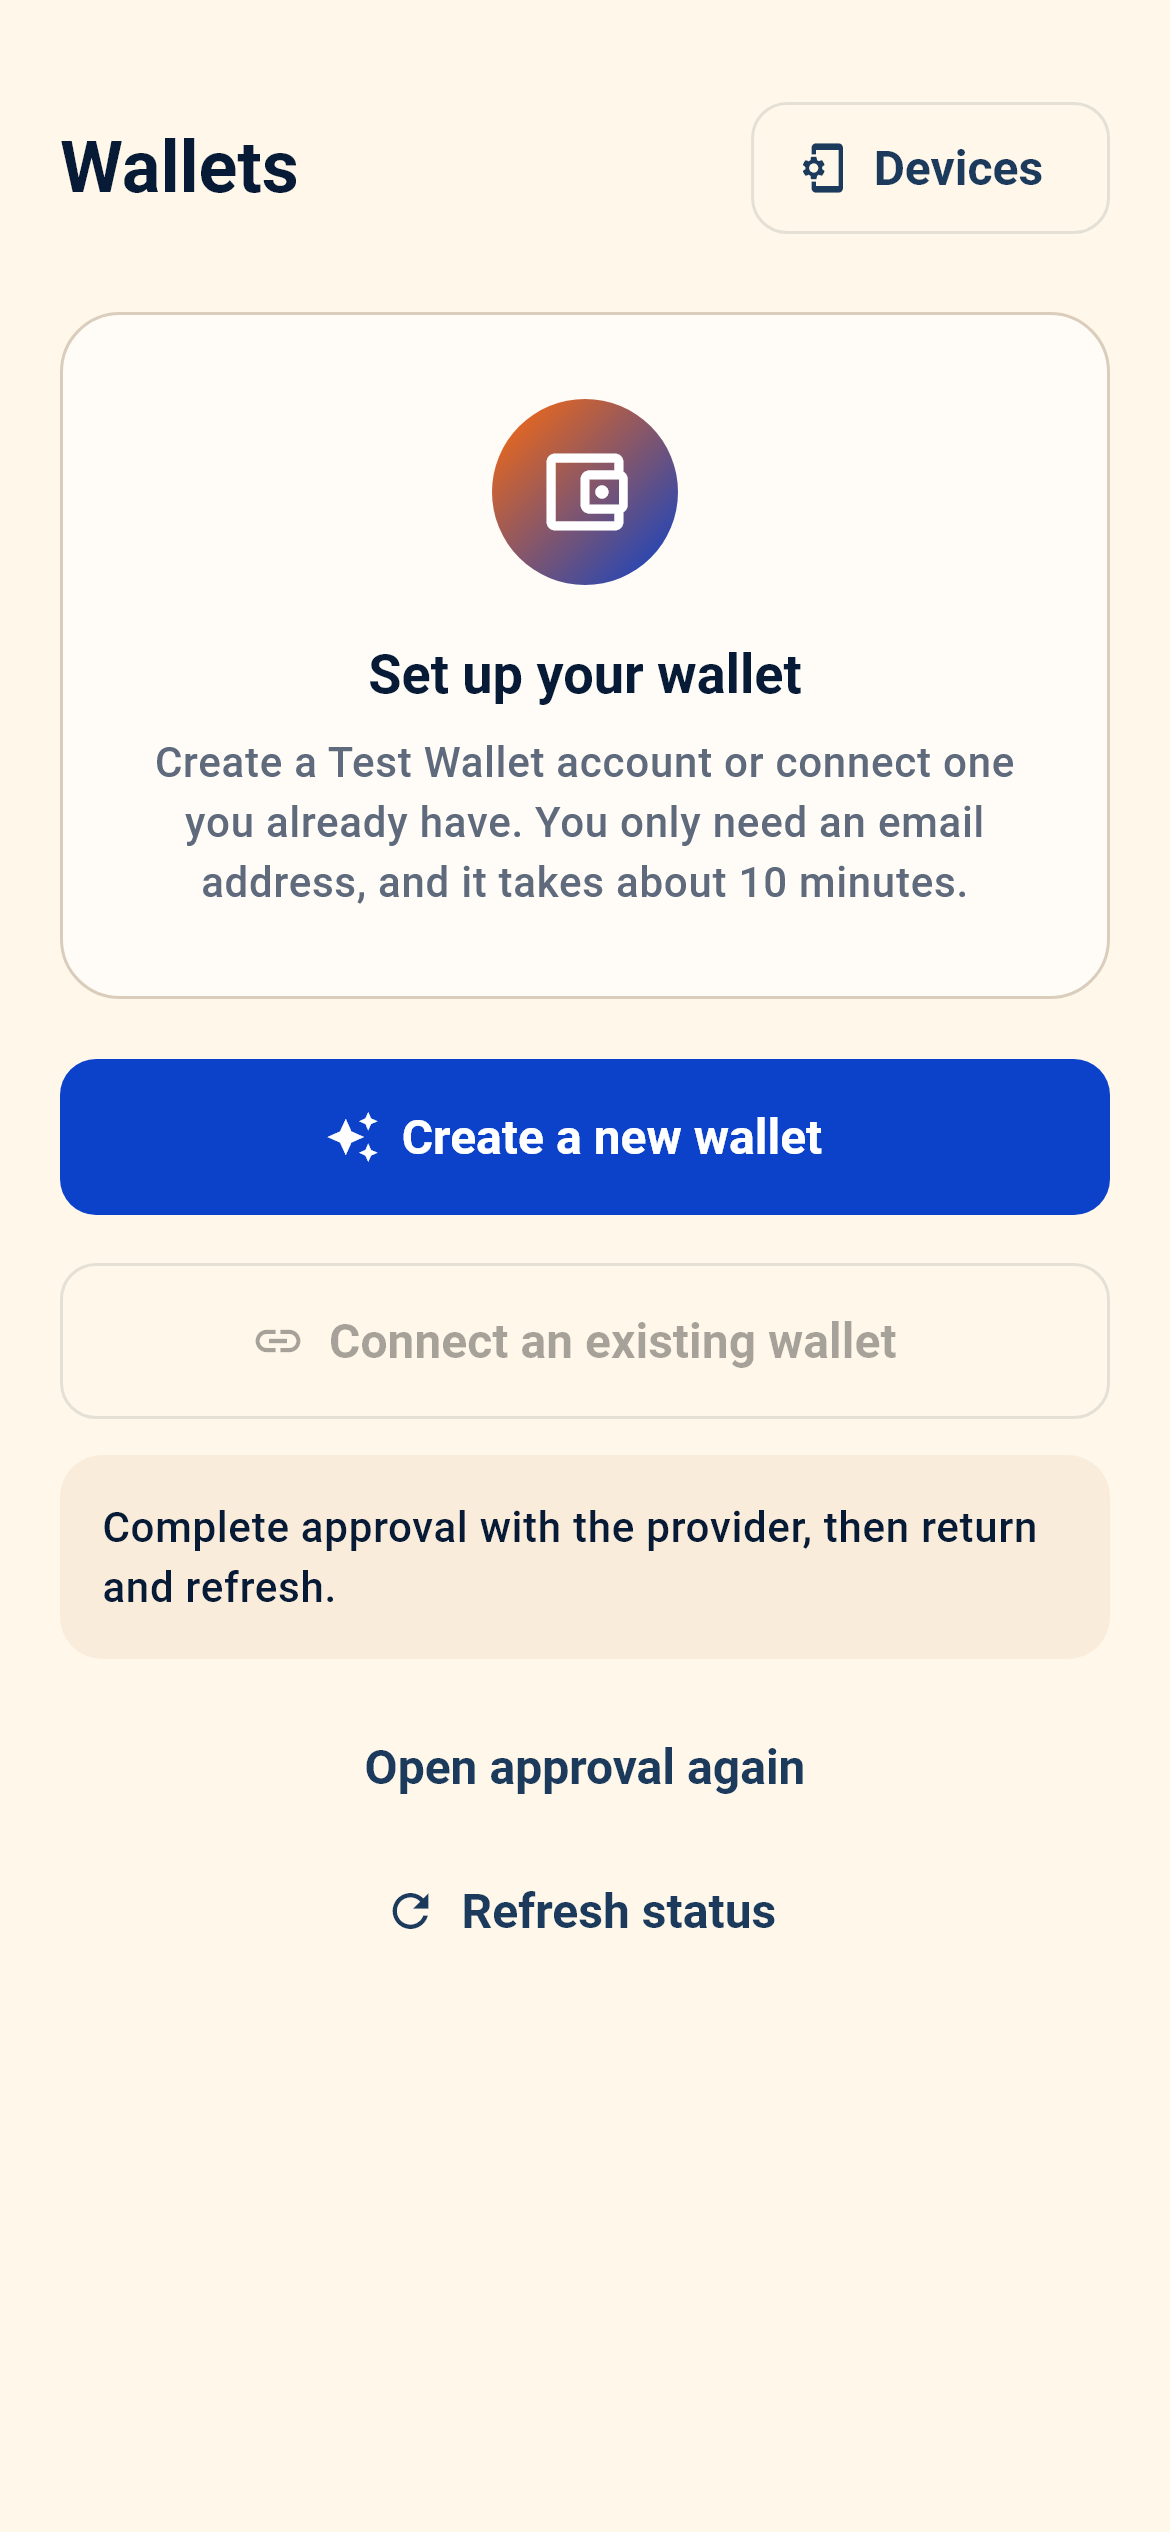 Wallets
Devices
Set up your wallet
Create a Test Wallet account or connect one
you already have. You only need an email
address, and it takes about 10 minutes.
Create a new wallet
Connect an existing wallet
Complete approval with the provider, then return
and refresh.
Open approval again
Refresh status